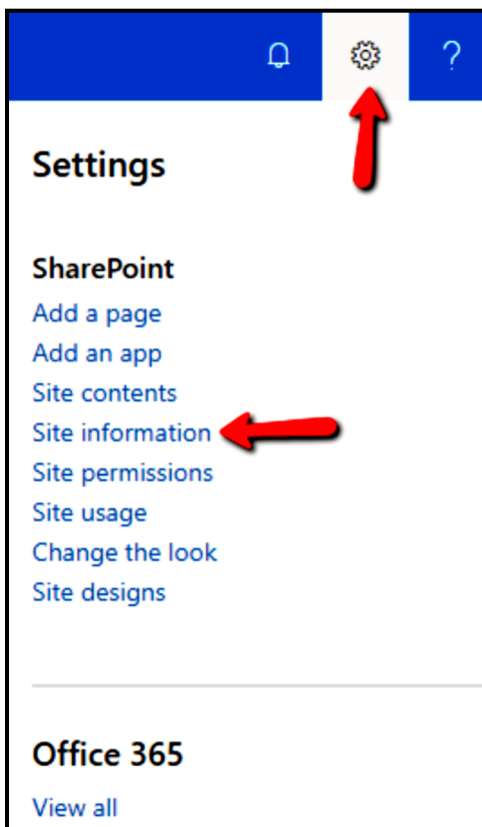 ?
Settings
SharePoint
Add a page
Add an app
Site contents
Site information
Site permissions
Site usage
Change the look
Site designs
Office 365
View all